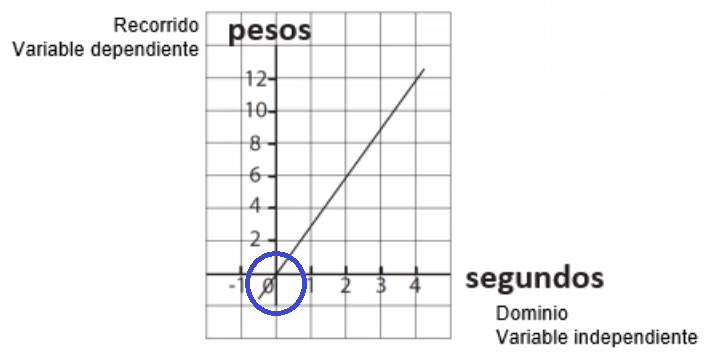 Recorrido
Variable dependiente
pesos
12
10
8
6
4
2
-1 0 1 2 3 4
segundos
Dominio
Variable independiente